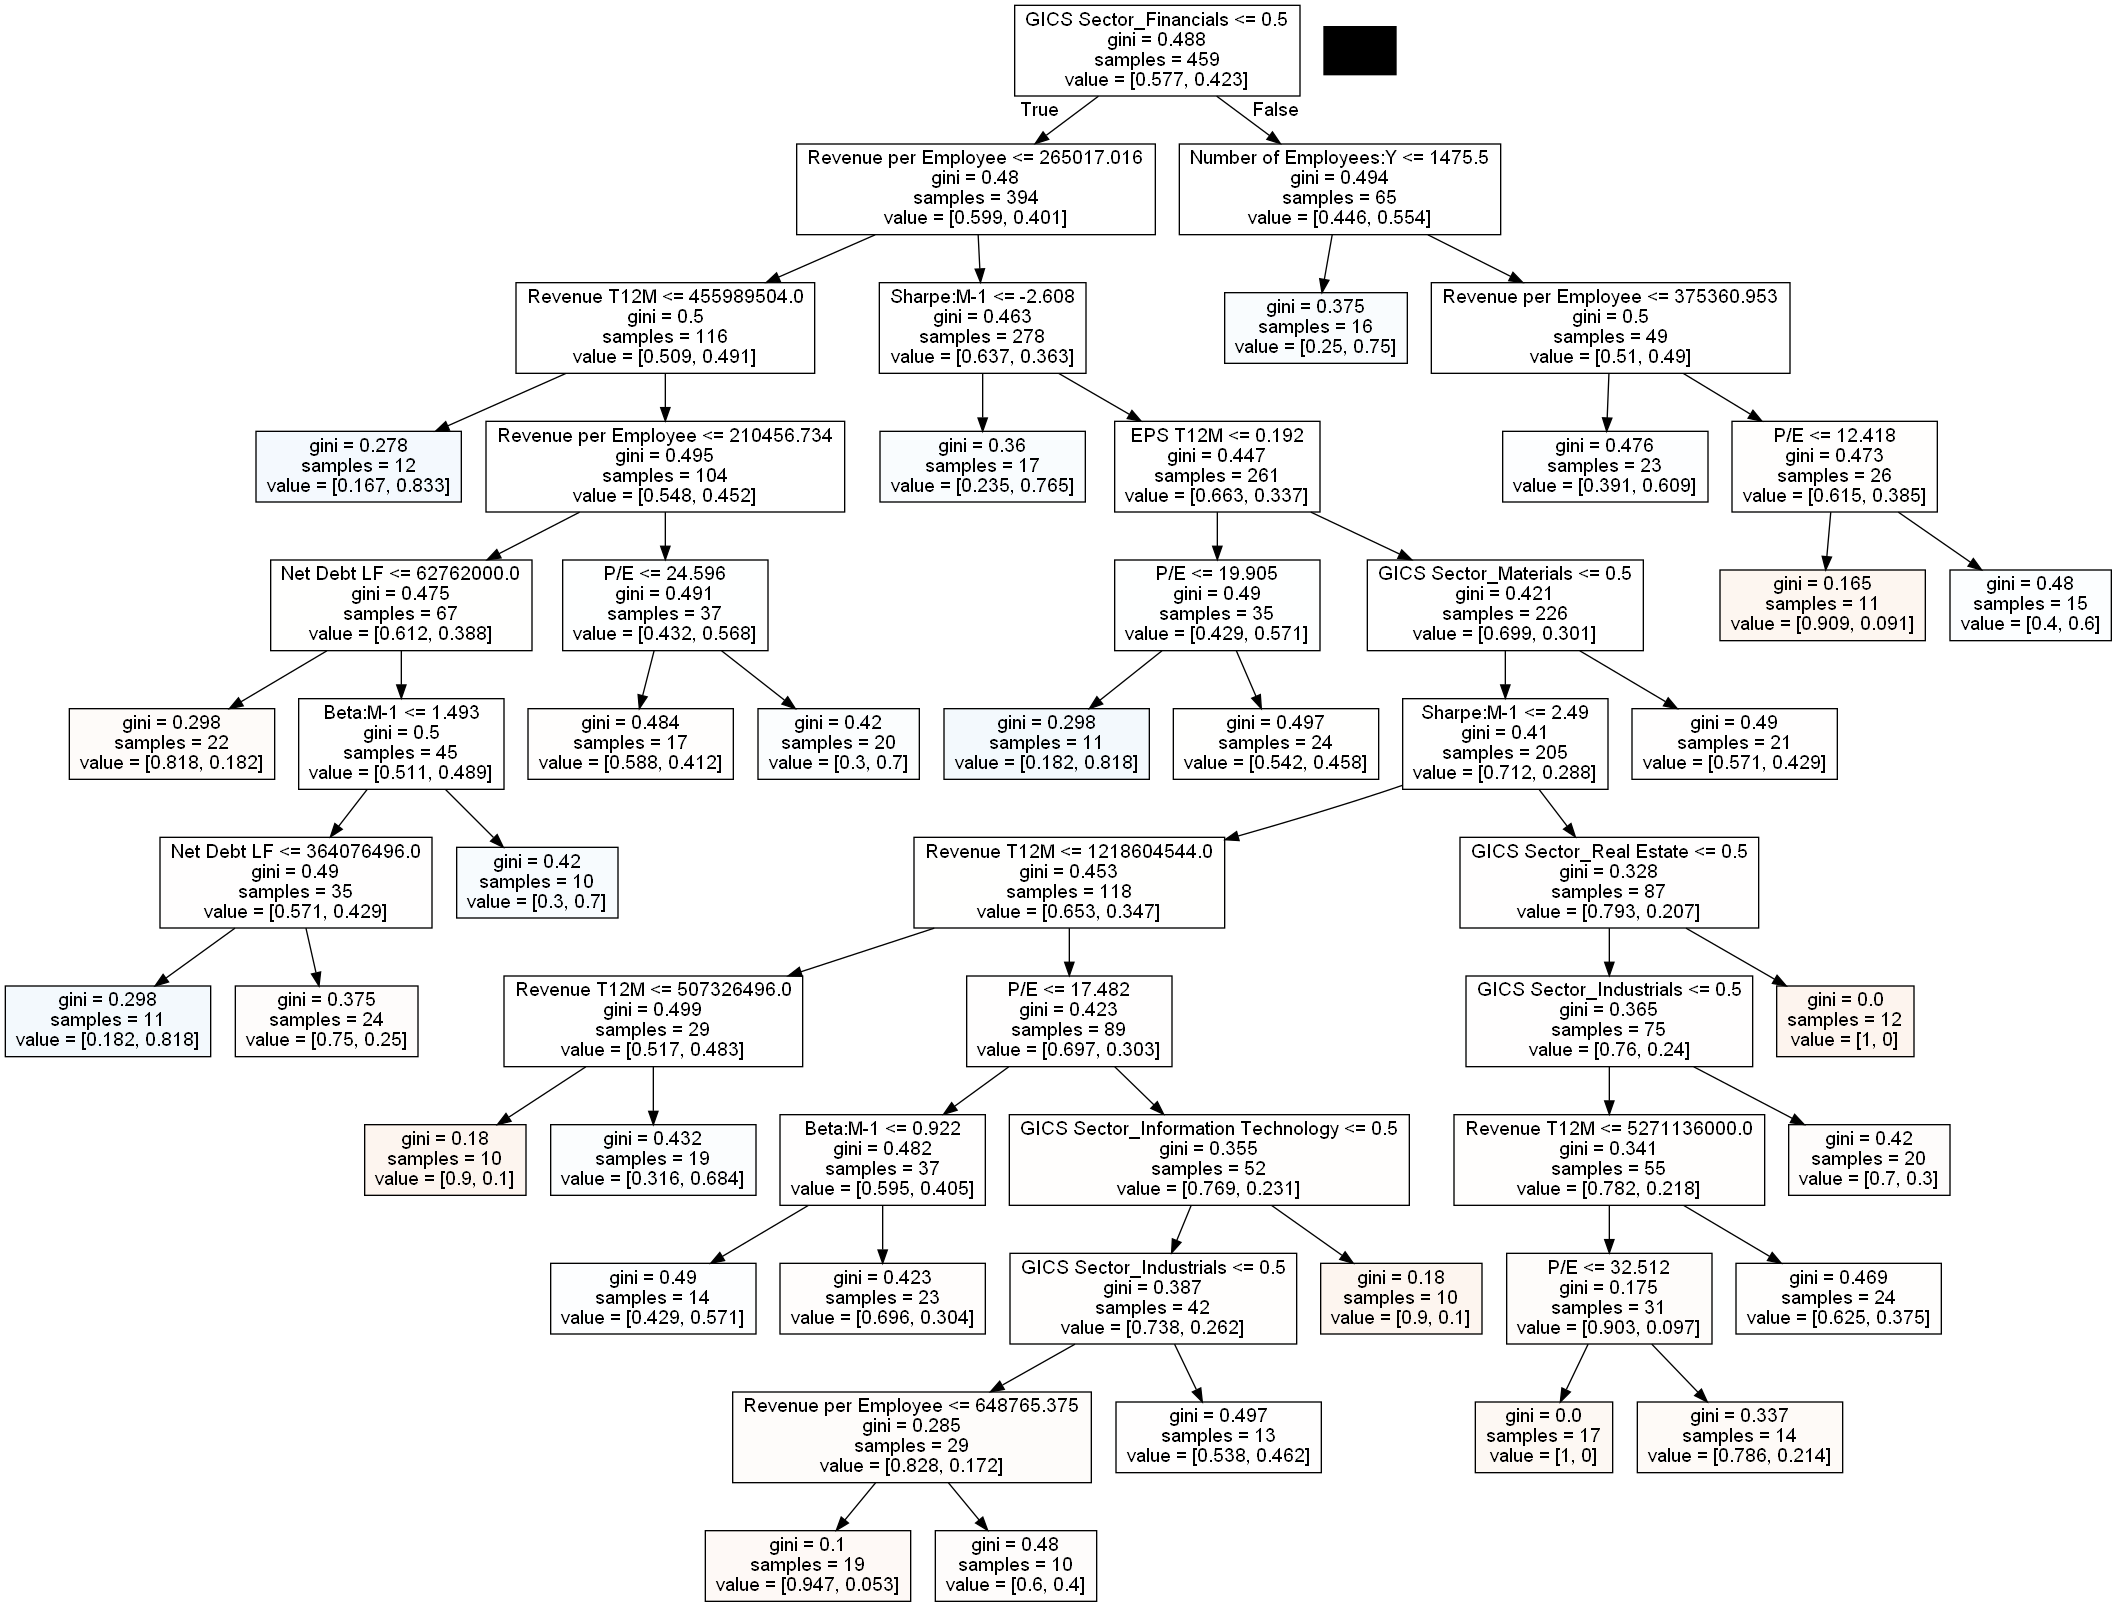 GICS Sector_Financials <= 0.5
gini = 0.488
samples = 459
value = [0.577, 0.423]
True
False
Revenue per Employee <= 265017.016
gini = 0.48
samples = 394
value = [0.599, 0.401]
Number of Employees:Y <= 1475.5
gini = 0.494
samples = 65
value = [0.446, 0.554]
Revenue T12M <= 455989504.0
gini = 0.5
samples = 116
value = [0.509, 0.491]
Sharpe:M-1 <= -2.608
gini = 0.463
samples = 278
value = [0.637, 0.363]
gini = 0.375
samples = 16
value = [0.25, 0.75]
Revenue per Employee <= 375360.953
gini = 0.5
samples = 49
value = [0.51, 0.49]
gini = 0.278
samples = 12
value = [0.167, 0.833]
Revenue per Employee <= 210456.734
gini = 0.495
samples = 104
value = [0.548, 0.452]
gini = 0.36
samples = 17
value = [0.235, 0.765]
EPS T12M <= 0.192
gini = 0.447
samples = 261
value = [0.663, 0.337]
gini = 0.476
samples = 23
value = [0.391, 0.609]
P/E <= 12.418
gini = 0.473
samples = 26
value = [0.615, 0.385]
Net Debt LF <= 62762000.0
gini = 0.475
samples = 67
value = [0.612, 0.388]
P/E <= 24.596
gini = 0.491
samples = 37
value = [0.432, 0.568]
P/E <= 19.905
gini = 0.49
samples = 35
value = [0.429, 0.571]
GICS Sector_Materials <= 0.5
gini = 0.421
samples = 226
value = [0.699, 0.301]
gini = 0.165
samples = 11
value = [0.909, 0.091]
gini = 0.48
samples = 15
value = [0.4, 0.6]
gini = 0.298
samples = 22
value = [0.818, 0.182]
Beta:M-1 <= 1.493
gini = 0.5
samples = 45
value = [0.511, 0.489]
gini = 0.484
samples = 17
value = [0.588, 0.412]
gini = 0.42
samples = 20
value = [0.3, 0.7]
gini = 0.298
samples = 11
value = [0.182, 0.818]
gini = 0.497
samples = 24
value = [0.542, 0.458]
Sharpe:M-1 <= 2.49
gini = 0.41
samples = 205
value = [0.712, 0.288]
gini = 0.49
samples = 21
value = [0.571, 0.429]
Net Debt LF <= 364076496.0
gini = 0.49
samples = 35
value = [0.571, 0.429]
gini = 0.42
samples = 10
value = [0.3, 0.7]
Revenue T12M <= 1218604544.0
gini = 0.453
samples = 118
value = [0.653, 0.347]
GICS Sector_Real Estate <= 0.5
gini = 0.328
samples = 87
value = [0.793, 0.207]
gini = 0.298
samples = 11
value = [0.182, 0.818]
gini = 0.375
samples = 24
value = [0.75, 0.25]
Revenue T12M <= 507326496.0
gini = 0.499
samples = 29
value = [0.517, 0.483]
P/E <= 17.482
gini = 0.423
samples = 89
value = [0.697, 0.303]
GICS Sector_Industrials <= 0.5
gini = 0.365
samples = 75
value = [0.76, 0.24]
gini = 0.0
samples = 12
value = [1, 0]
gini = 0.18
samples = 10
value = [0.9, 0.1]
gini = 0.432
samples = 19
value = [0.316, 0.684]
Beta:M-1 <= 0.922
gini = 0.482
samples = 37
value = [0.595, 0.405]
GICS Sector_Information Technology <= 0.5
gini = 0.355
samples = 52
value = [0.769, 0.231]
Revenue T12M <= 5271136000.0
gini = 0.341
samples = 55
value = [0.782, 0.218]
gini = 0.42
samples = 20
value = [0.7, 0.3]
gini = 0.49
samples = 14
value = [0.429, 0.571]
gini = 0.423
samples = 23
value = [0.696, 0.304]
GICS Sector_Industrials <= 0.5
gini = 0.387
samples = 42
value = [0.738, 0.262]
gini = 0.18
samples = 10
value = [0.9, 0.1]
P/E <= 32.512
gini = 0.175
samples = 31
value = [0.903, 0.097]
gini = 0.469
samples = 24
value = [0.625, 0.375]
Revenue per Employee <= 648765.375
gini = 0.285
samples = 29
value = [0.828, 0.172]
gini = 0.497
samples = 13
value = [0.538, 0.462]
gini = 0.0
samples = 17
value = [1, 0]
gini = 0.337
samples = 14
value = [0.786, 0.214]
gini = 0.1
samples = 19
value = [0.947, 0.053]
gini = 0.48
samples = 10
value = [0.6, 0.4]